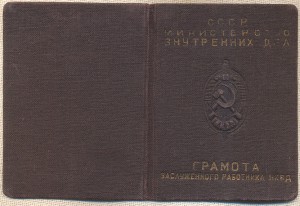 СССР
МИНИСТЕРСТВО
ВНУТРЕННИХ ДЕЛ
ГРАМОТА
ЗАСЛУЖЕННОГО РАБОТНИКА МВД